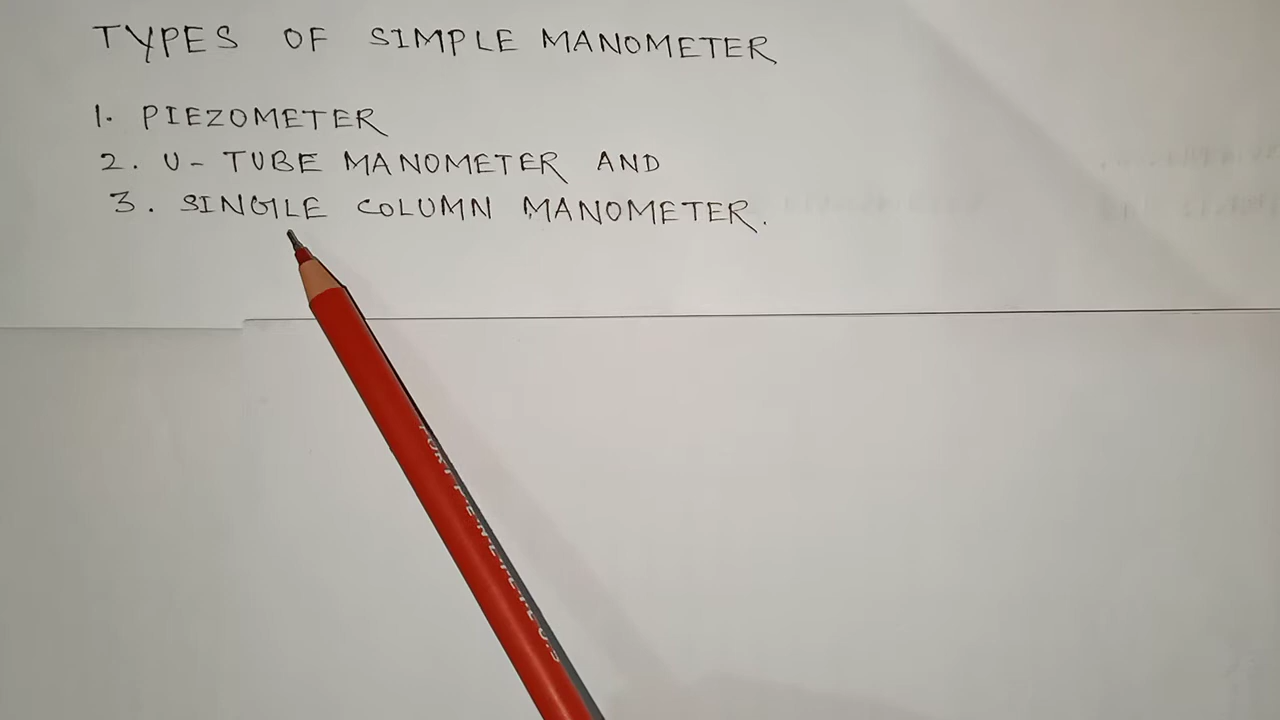 TYPES OF SIMPLE MANOMETER
1. PIEZOMETER
2. U- TUBE MANOMETER AND
3. SINGLE COLUMN MANOMETER.